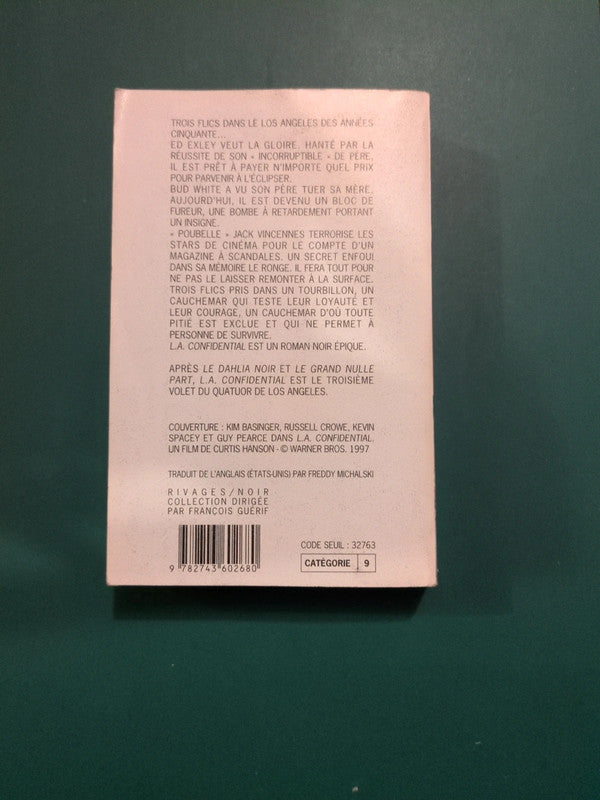 TROIS FLICS DANS LE LOS ANGELES DES ANNÉES
CINQUANTE...
ED EXLEY VEUT LA GLOIRE. HANTÉ PAR LA
RÉUSSITE DE SON « INCORRUPTIBLE » DE PÈRE,
IL EST PRÊT À PAYER N'IMPORTE QUEL PRIX
POUR PARVENIR À L'ÉCLIPSER.
BUD WHITE A VU SON PÈRE TUER SA MÈRE.
AUJOURD'HUI, IL EST DEVENU UN BLOC DE
FUREUR, UNE BOMBE À RETARDEMENT PORTANT
UN INSIGNE.
« POUBELLE » JACK VINCENNES TERRORISE LES
STARS DE CINÉMA POUR LE COMPTE D'UN
MAGAZINE À SCANDALES. UN SECRET ENFOUI
DANS SA MÉMOIRE LE RONGE. IL FERA TOUT POUR
NE PAS LE LAISSER REMONTER À LA SURFACE.
TROIS FLICS PRIS DANS UN TOURBILLON, UN
CAUCHEMAR QUI TESTE LEUR LOYAUTÉ ET
LEUR COURAGE, UN CAUCHEMAR D'OÙ TOUTE
PITIÉ EST EXCLUE ET QUI NE PERMET À
PERSONNE DE SURVIVRE.
L.A. CONFIDENTIAL EST UN ROMAN NOIR ÉPIQUE.
APRÈS LE DAHLIA NOIR ET LE GRAND NULLE
PART, L.A. CONFIDENTIAL EST LE TROISIÈME
VOLET DU QUATUOR DE LOS ANGELES.
COUVERTURE : KIM BASINGER, RUSSELL CROWE, KEVIN
SPACEY ET GUY PEARCE DANS L.A. CONFIDENTIAL.
UN FILM DE CURTIS HANSON - © WARNER BROS. 1997
TRADUIT DE L'ANGLAIS (ÉTATS-UNIS) PAR FREDDY MICHALSKI
RIVAGES/NOIR
COLLECTION DIRIGÉE
PAR FRANÇOIS GUÉRIF
CODE SEUIL : 32763
CATÉGORIE 9
9 782743 602680